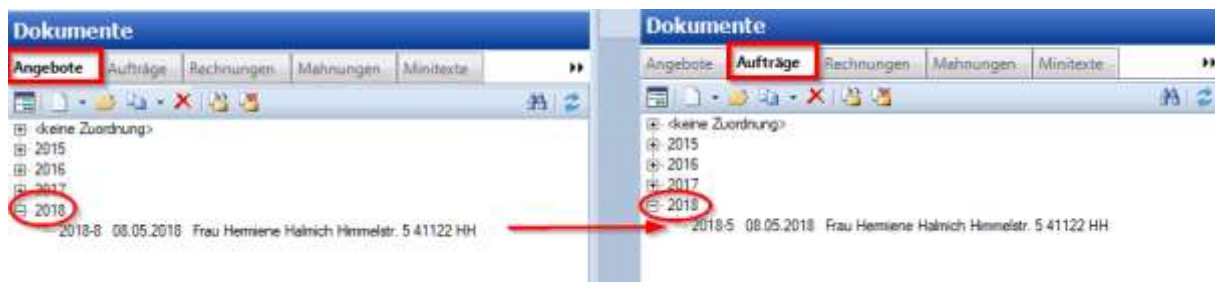 Dokumente
Angebote Aufträge Rechnungen Mahnungen Minitexte
<keine Zuordnung>
2015
2016
2017
2018
2018-8 08.05.2018 Frau Hermiene Halmich Himmelstr. 5 41122 HH
Dokumente
Angebote Aufträge Rechnungen Mahnungen Minitexte
<keine Zuordnung>
2015
2016
2017
2018
2018-5 08.05.2018 Frau Hermiene Halmich Himmelstr. 5 41122 HH